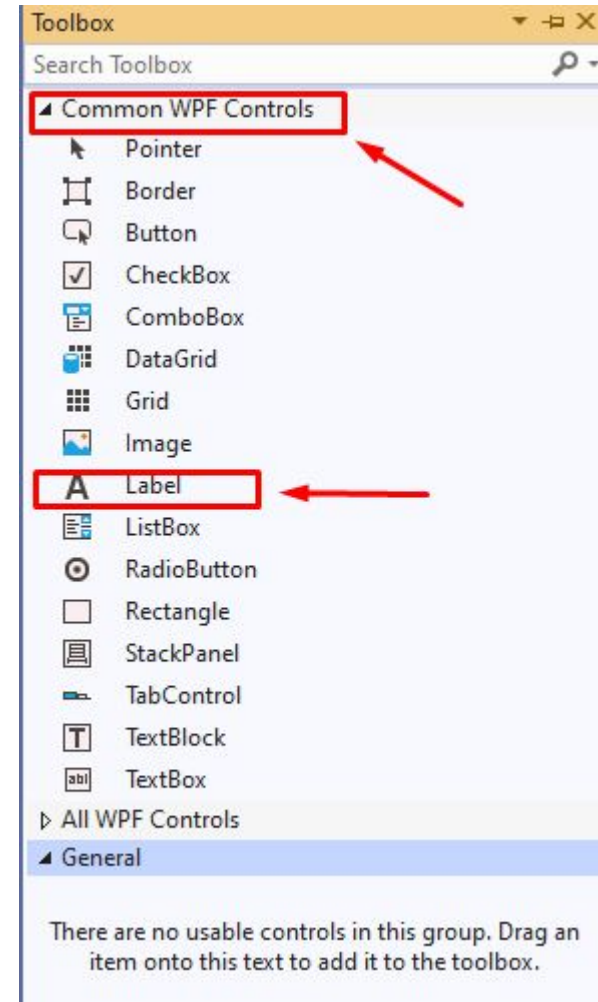 Toolbox
Search Toolbox
Common WPF Controls
Pointer
Border
Button
CheckBox
ComboBox
DataGrid
Grid
Image
A Label
ListBox
RadioButton
Rectangle
StackPanel
TabControl
T TextBlock
abl TextBox
All WPF Controls
General
There are no usable controls in this group. Drag an
item onto this text to add it to the toolbox.